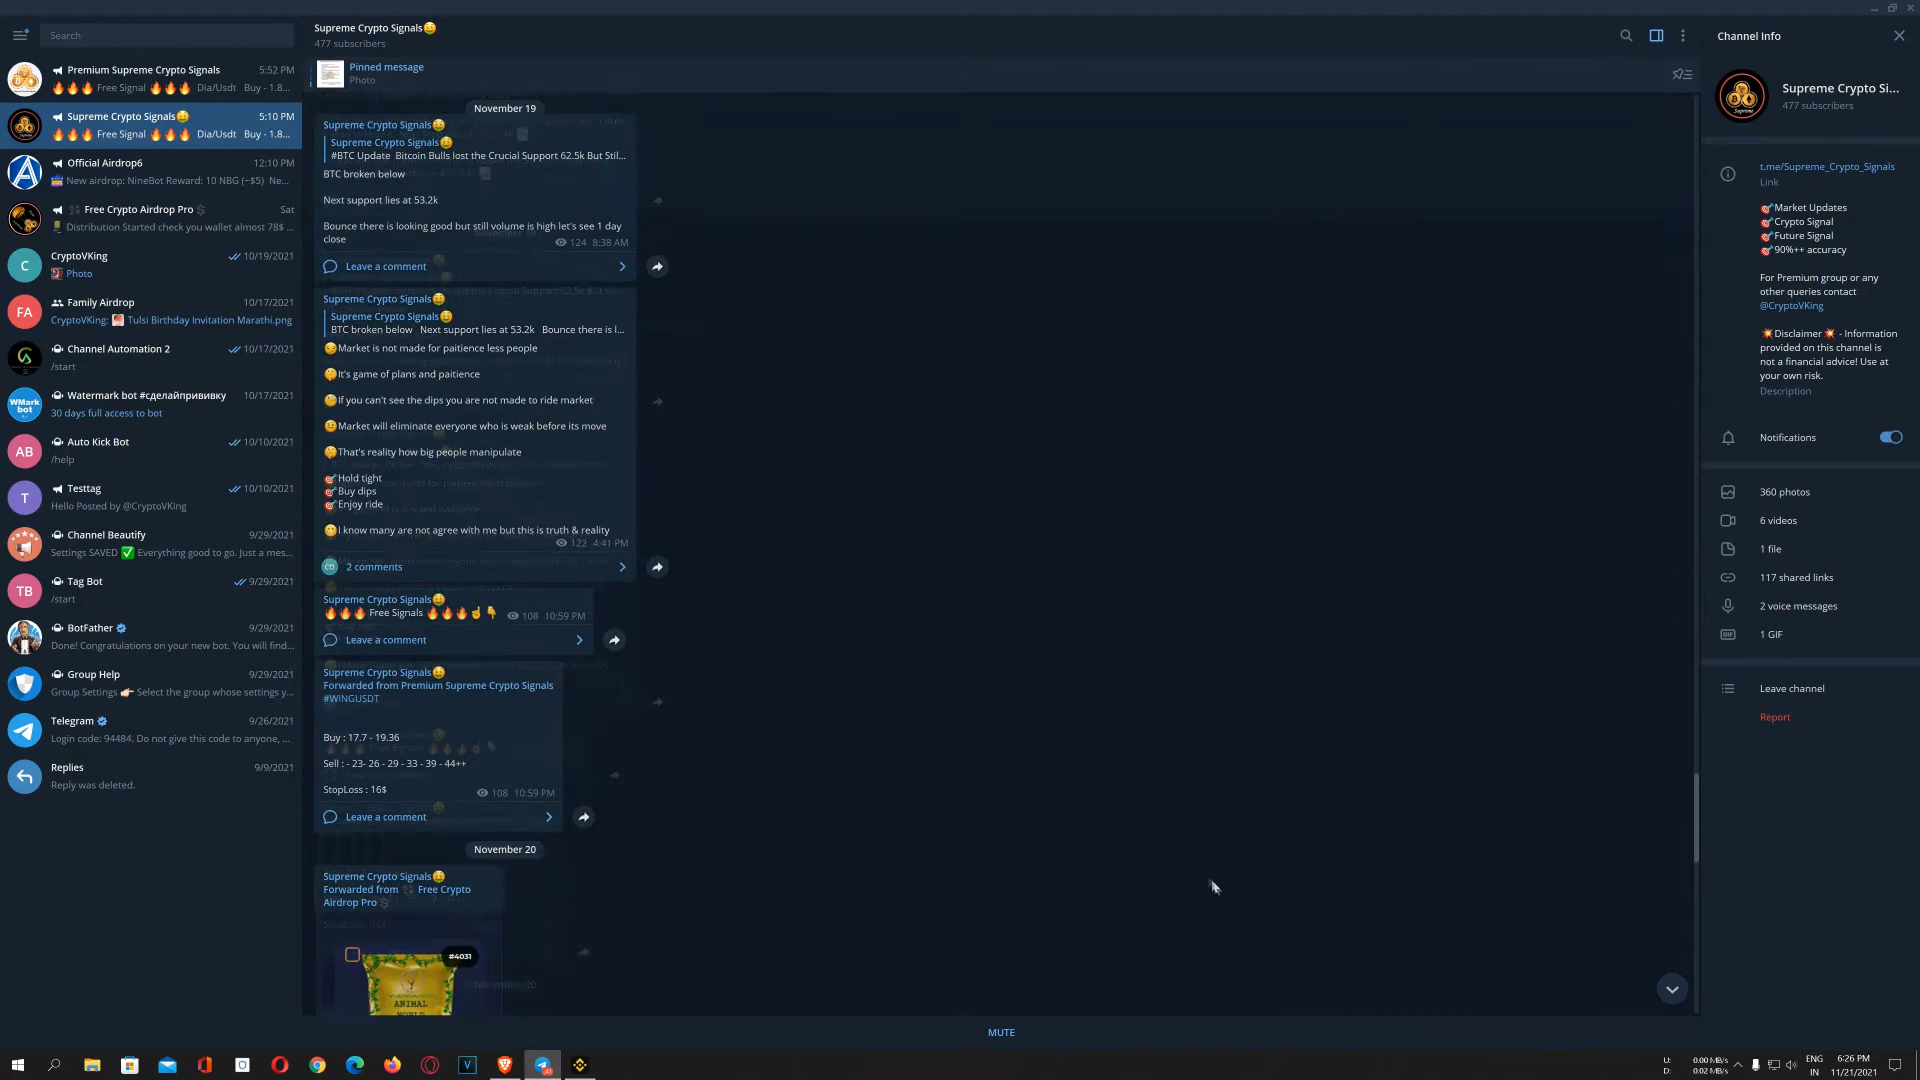 Search
Premium Supreme Crypto Signals 5:52 PM
🔥🔥🔥 Free Signal 🔥🔥🔥 Dia/Usdt Buy - 1.8...
Supreme Crypto Signals🤑 5:10 PM
🔥🔥🔥 Free Signal 🔥🔥🔥 Dia/Usdt Buy - 1.8...
Official Airdrop6 12:10 PM
New airdrop: NineBot Reward: 10 NBG (~$5) Ne...
Free Crypto Airdrop Pro Sat
Distribution Started check you wallet almost 78$ ...
C
CryptoVKing 10/19/2021
Photo
FA
Family Airdrop 10/17/2021
CryptoVKing: Tulsi Birthday Invitation Marathi.png
Channel Automation 2 10/17/2021
/start
WMark bot
Watermark bot #сделайпрививку 10/17/2021
30 days full access to bot
AB
Auto Kick Bot 10/10/2021
/help
T
Testtag 10/10/2021
Hello Posted by @CryptoVKing
Channel Beautify 9/29/2021
Settings SAVED ✅ Everything good to go. Just a mes...
TB
Tag Bot 9/29/2021
/start
BotFather 9/29/2021
Done! Congratulations on your new bot. You will find...
Group Help 9/29/2021
Group Settings 👉🏻 Select the group whose settings y...
Telegram 9/26/2021
Login code: 94484. Do not give this code to anyone, ...
Replies 9/9/2021
Reply was deleted.
Supreme Crypto Signals🤑
477 subscribers
Pinned message
Photo
November 19
Supreme Crypto Signals🤑
Supreme Crypto Signals🤑
#BTC Update Bitcoin Bulls lost the Crucial Support 62.5k But Stil...
BTC broken below
Next support lies at 53.2k
Bounce there is looking good but still volume is high let's see 1 day
close 124 8:38 AM
Leave a comment
Supreme Crypto Signals🤑
Supreme Crypto Signals🤑
BTC broken below Next support lies at 53.2k Bounce there is l...
Market is not made for paitience less people
It's game of plans and paitience
If you can't see the dips you are not made to ride market
Market will eliminate everyone who is weak before its move
That's reality how big people manipulate
🎯Hold tight
🎯Buy dips
🎯Enjoy ride
I know many are not agree with me but this is truth & reality
122 4:41 PM
CO 2 comments
Supreme Crypto Signals🤑
🔥🔥🔥 Free Signals 🔥🔥🔥☝👇 108 10:59 PM
Leave a comment
Supreme Crypto Signals🤑
Forwarded from Premium Supreme Crypto Signals
#WINGUSDT
Buy : 17.7 - 19.36
Sell : - 23- 26 - 29 - 33 - 39 - 44++
StopLoss : 16$
108 10:59 PM
Leave a comment
November 20
Supreme Crypto Signals🤑
Forwarded from Free Crypto
Airdrop Pro
#4031
ANIMAL
WORLD
MUTE
Channel Info
Supreme Crypto Si...
477 subscribers
t.me/Supreme_Crypto_Signals
Link
🎯Market Updates
🎯Crypto Signal
🎯Future Signal
🎯90%++ accuracy
For Premium group or any
other queries contact
@CryptoVKing
💥Disclaimer💥 - Information
provided on this channel is
not a financial advice! Use at
your own risk.
Description
Notifications
360 photos
6 videos
1 file
117 shared links
2 voice messages
GIF 1 GIF
Leave channel
Report
U: 0.00 MB/s
D: 0.02 MB/s
ENG
IN
6:26 PM
11/21/2021